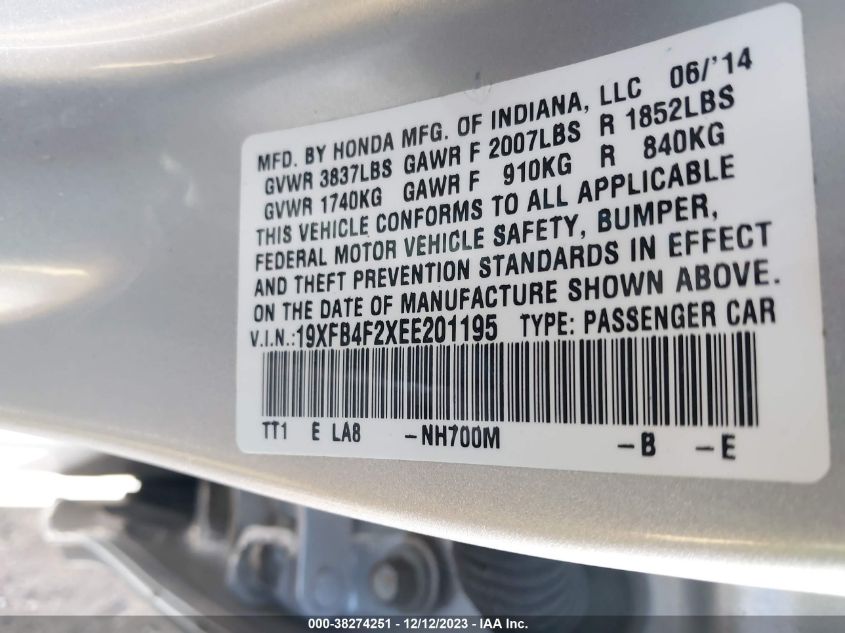 MFD. BY HONDA MFG. OF INDIANA, LLC 06/'14
GVWR 3837LBS GAWR F 2007LBS R 1852LBS
GVWR 1740KG GAWR F 910KG R 840KG
THIS VEHICLE CONFORMS TO ALL APPLICABLE
FEDERAL MOTOR VEHICLE SAFETY, BUMPER,
AND THEFT PREVENTION STANDARDS IN EFFECT
ON THE DATE OF MANUFACTURE SHOWN ABOVE.
V.I.N.:19XFB4F2XEE201195 TYPE: PASSENGER CAR
TT1 E LA8 -NH700M -B -E
000-38274251 - 12/12/2023 - IAA Inc.